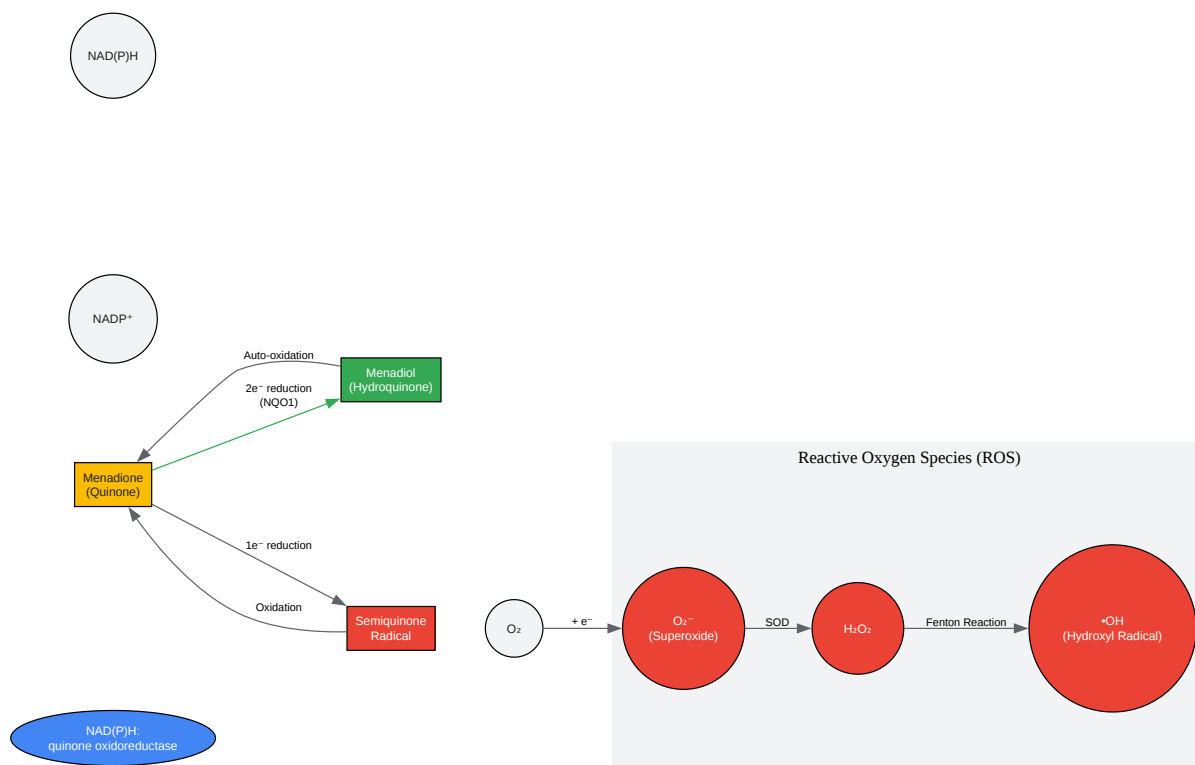 NAD(P)H
NADP⁺
Auto-oxidation
Menadiol
(Hydroquinone)
2e⁻ reduction
(NQO1)
Menadione
(Quinone)
1e⁻ reduction
Oxidation
Semiquinone
Radical
NAD(P)H:
quinone oxidoreductase
Reactive Oxygen Species (ROS)
O₂
+ e⁻
O₂⁻
(Superoxide)
SOD
H₂O₂
Fenton Reaction
•OH
(Hydroxyl Radical)